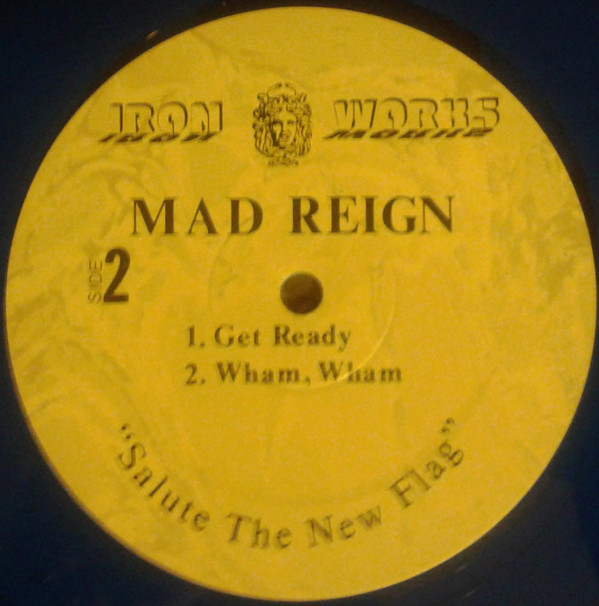 IRON WORKS
MAD REIGN
SIDE 2
1. Get Ready
2. Wham, Wham
"Salute The New Flag"